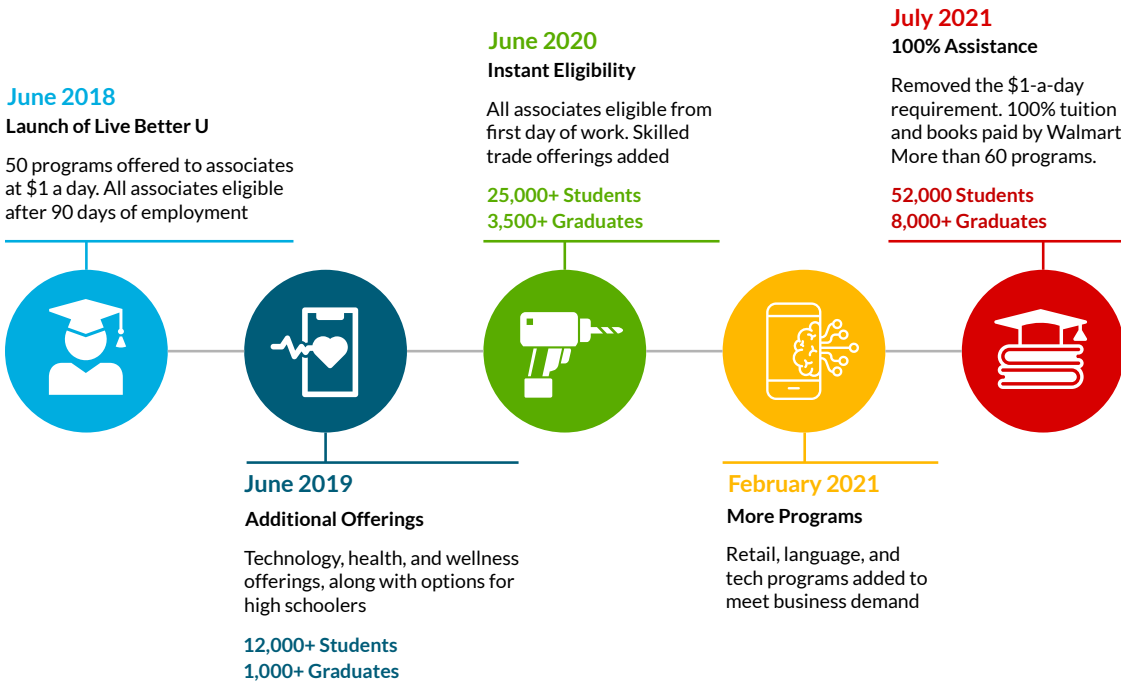 June 2018
Launch of Live Better U
50 programs offered to associates
at $1 a day. All associates eligible
after 90 days of employment
June 2019
Additional Offerings
Technology, health, and wellness
offerings, along with options for
high schoolers
12,000+ Students
1,000+ Graduates
June 2020
Instant Eligibility
All associates eligible from
first day of work. Skilled
trade offerings added
25,000+ Students
3,500+ Graduates
February 2021
More Programs
Retail, language, and
tech programs added to
meet business demand
July 2021
100% Assistance
Removed the $1-a-day
requirement. 100% tuition
and books paid by Walmart
More than 60 programs.
52,000 Students
8,000+ Graduates